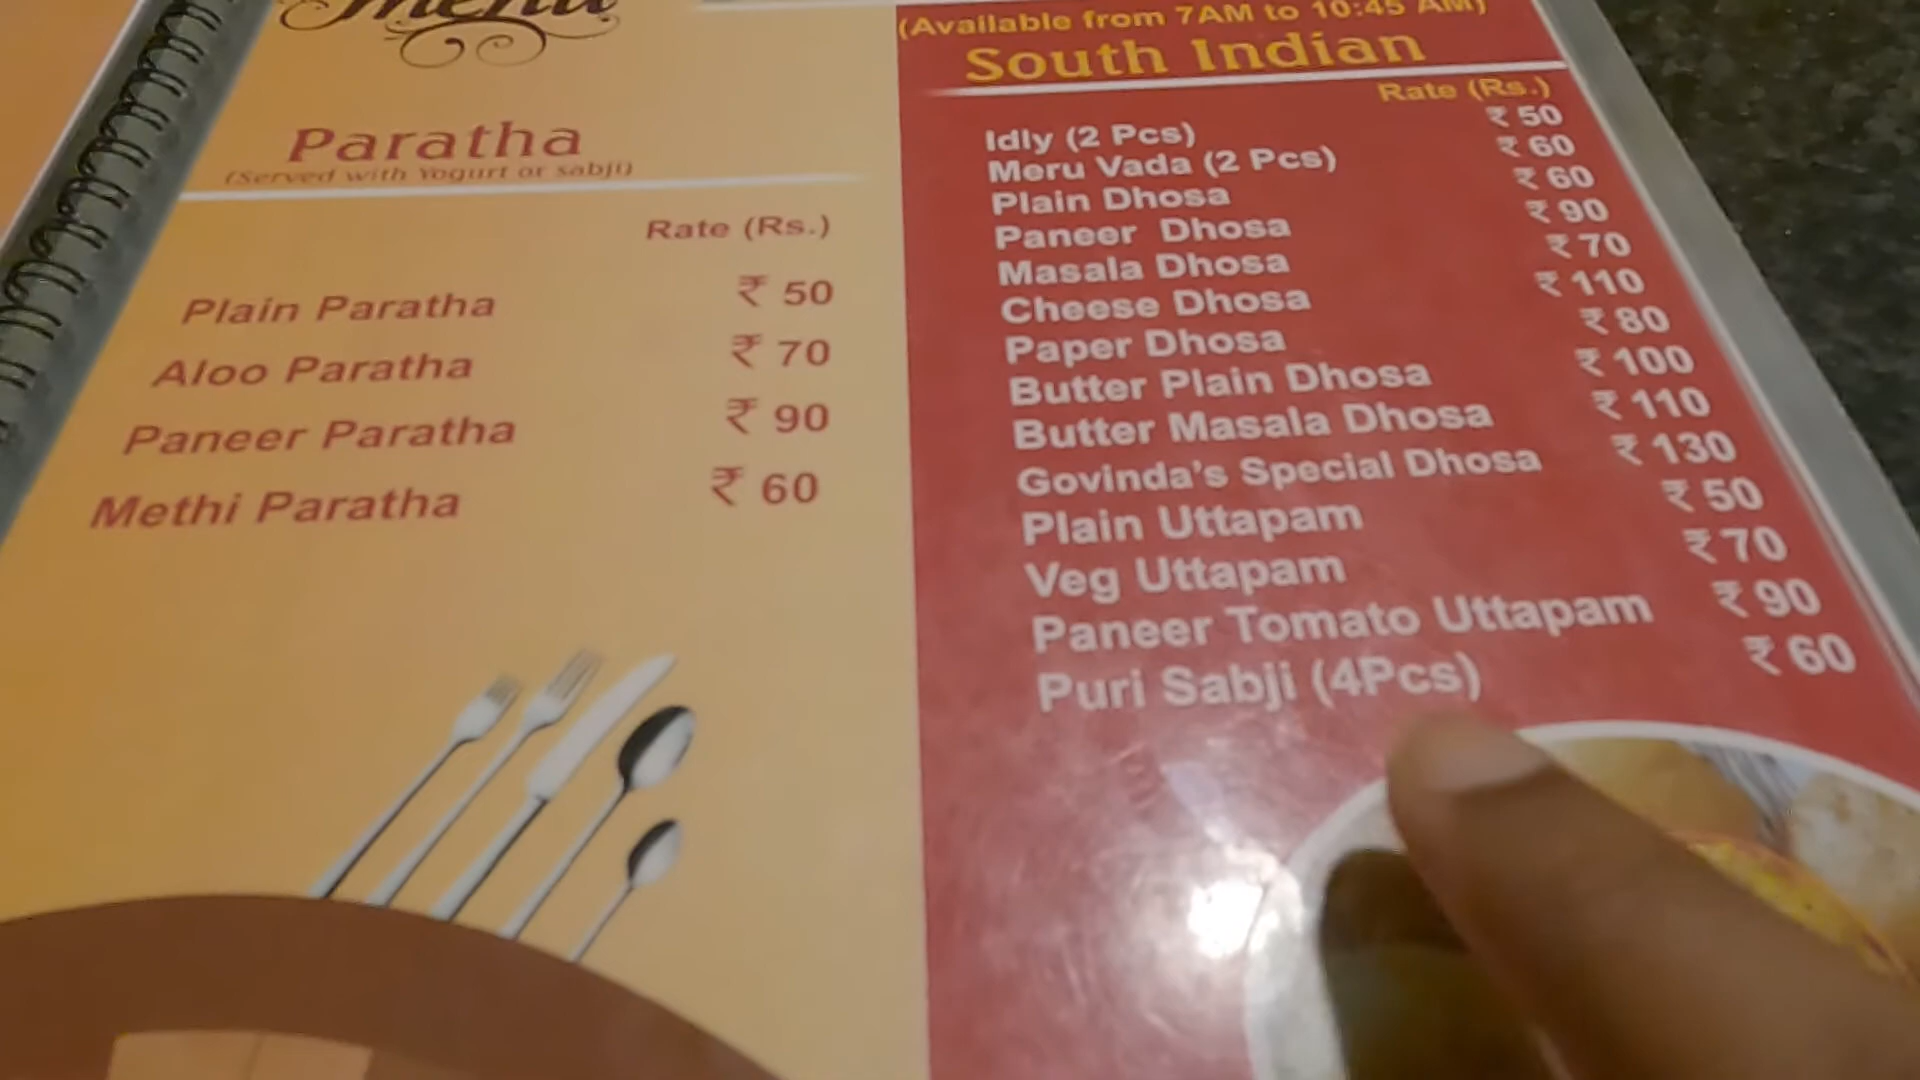 Menu
Paratha
(Served with Yogurt or sabji)
Rate (Rs.)
Plain Paratha ₹ 50
Aloo Paratha ₹ 70
Paneer Paratha ₹ 90
Methi Paratha ₹ 60
(Available from 7AM to 10:45 AM)
South Indian
Rate (Rs.)
Idly (2 Pcs) ₹ 50
Meru Vada (2 Pcs) ₹ 60
Plain Dhosa ₹ 60
Paneer Dhosa ₹ 90
Masala Dhosa ₹ 70
Cheese Dhosa ₹ 110
Paper Dhosa ₹ 80
Butter Plain Dhosa ₹ 100
Butter Masala Dhosa ₹ 110
Govinda's Special Dhosa ₹ 130
Plain Uttapam ₹ 50
Veg Uttapam ₹ 70
Paneer Tomato Uttapam ₹ 90
Puri Sabji (4Pcs) ₹ 60